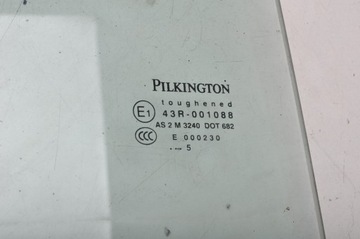 PILKINGTON
toughened
E1 43R-001088
AS 2 M 3240 DOT 682
CCC E 000230
.. 5